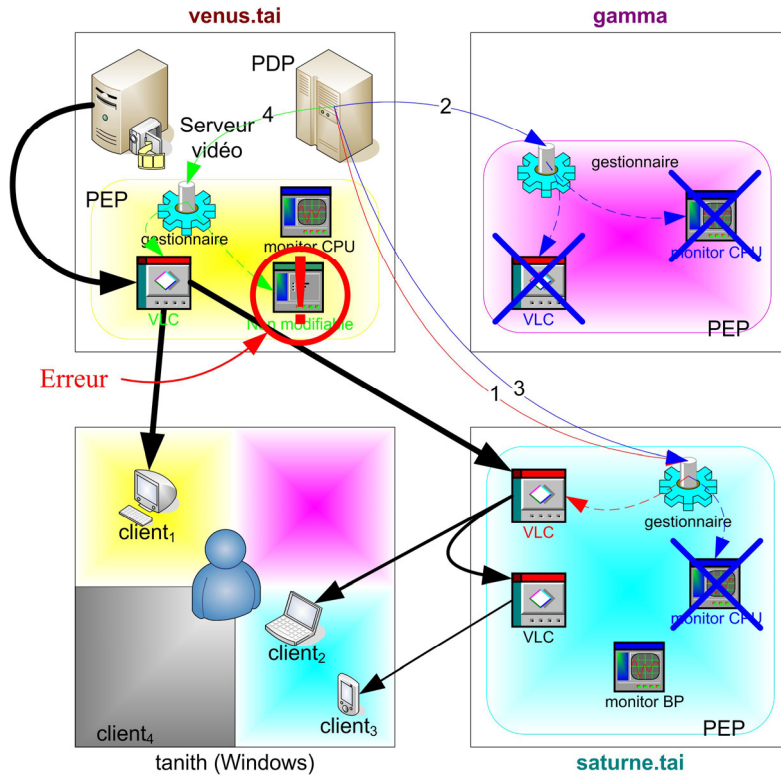 venus.tai
gamma
PDP
4
2
Serveur
vidéo
PEP
gestionnaire
monitor CPU
VLC
Non modifiable
gestionnaire
monitor CPU
VLC
PEP
Erreur
1
3
client1
client2
client3
client4
tanith (Windows)
VLC
gestionnaire
VLC
monitor CPU
monitor BP
PEP
saturne.tai